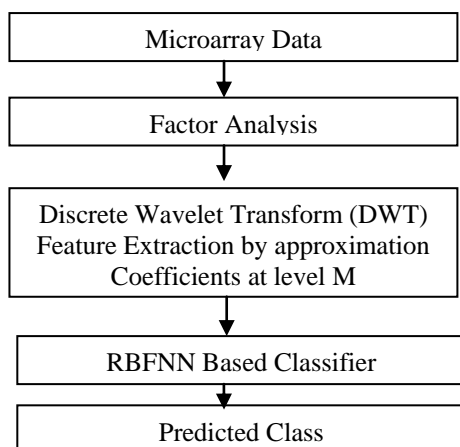 Microarray Data
Factor Analysis
Discrete Wavelet Transform (DWT)
Feature Extraction by approximation
Coefficients at level M
RBFNN Based Classifier
Predicted Class